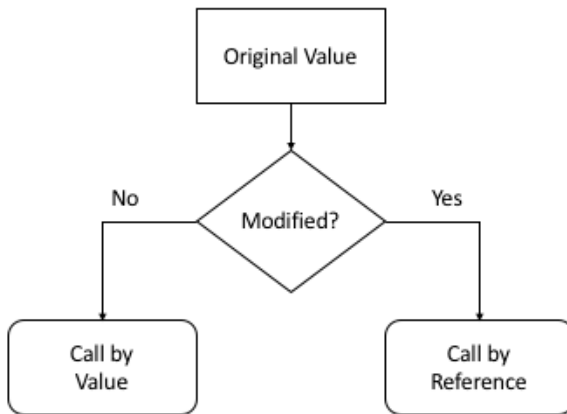 Original Value
No
Yes
Modified?
Call by
Value
Call by
Reference